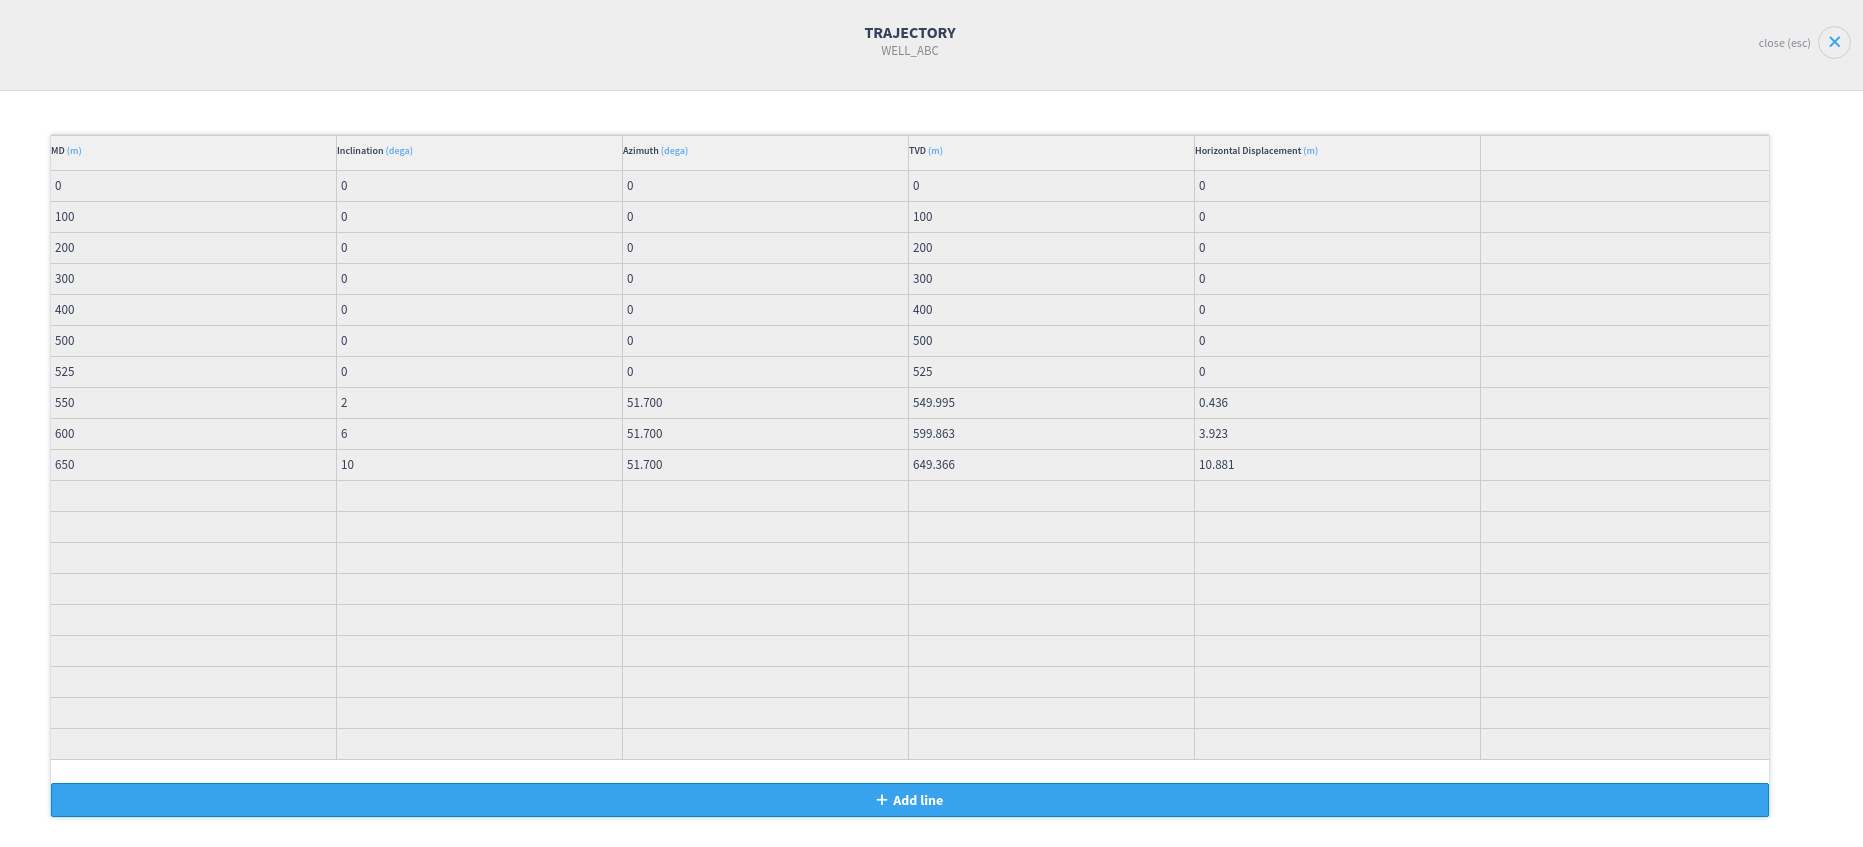 TRAJECTORY
WELL_ABC
close (esc)
MD (m) Inclination (dega) Azimuth (dega) TVD (m) Horizontal Displacement (m)
0 0 0 0 0
100 0 0 100 0
200 0 0 200 0
300 0 0 300 0
400 0 0 400 0
500 0 0 500 0
525 0 0 525 0
550 2 51.700 549.995 0.436
600 6 51.700 599.863 3.923
650 10 51.700 649.366 10.881
+ Add line